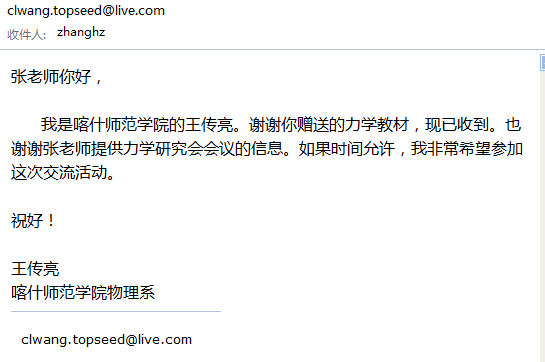 clwang.topseed@live.com
收件人: zhanghz
张老师你好，
我是喀什师范学院的王传亮。谢谢你赠送的力学教材，现已收到。也
谢谢张老师提供力学研究会会议的信息。如果时间允许，我非常希望参加
这次交流活动。
祝好！
王传亮
喀什师范学院物理系
clwang.topseed@live.com